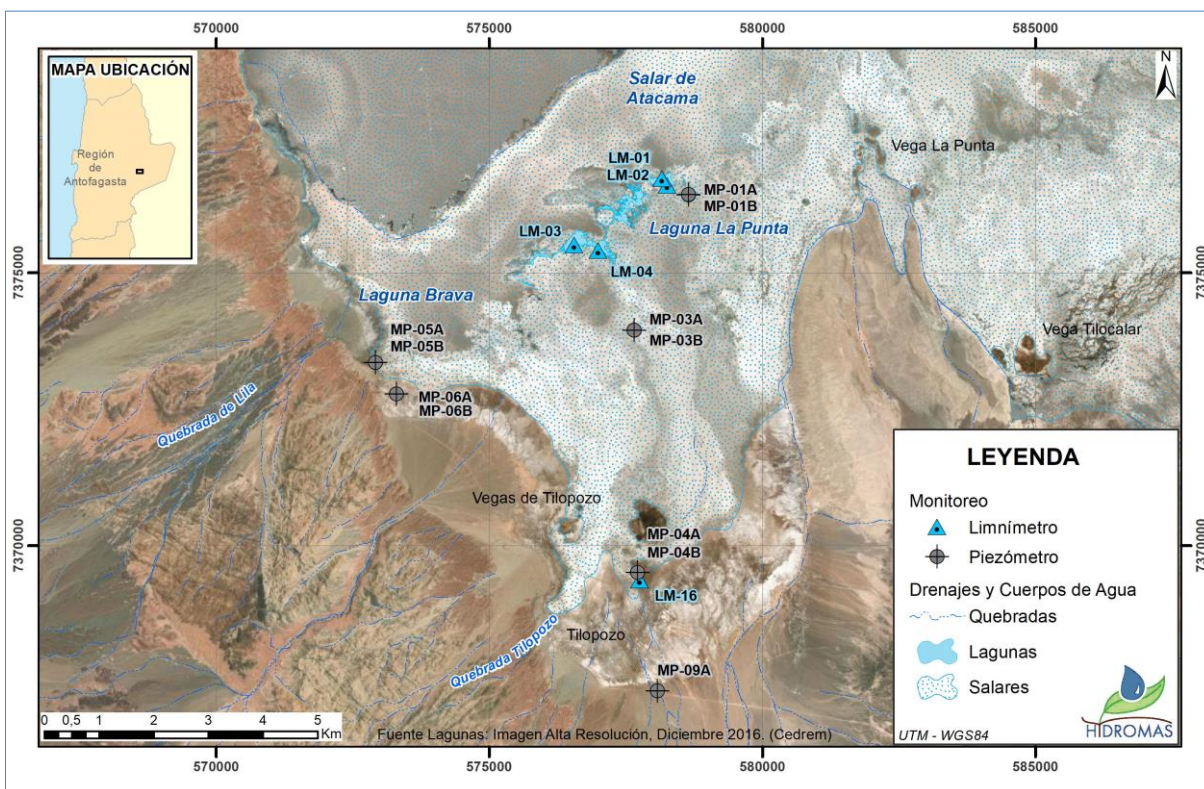 570000
575000
580000
585000
MAPA UBICACIÓN
Región
de
Antofagasta
N
Salar de
Atacama
Vega La Punta
LM-01
LM-02
MP-01A
MP-01B
LM-03
Laguna La Punta
LM-04
7375000
7375000
Laguna Brava
MP-05A
MP-05B
MP-03A
MP-03B
Vega Tilocalar
MP-06A
MP-06B
Quebrada de Lila
Vegas de Tilopozo
MP-04A
MP-04B
LM-16
7370000
7370000
Tilopozo
Quebrada Tilopozo
MP-09A
LEYENDA
Monitoreo
Limnímetro
Piezómetro
Drenajes y Cuerpos de Agua
Quebradas
Lagunas
Salares
HIDROMAS
UTM - WGS84
0 0,5 1 2 3 4 5
Km
Fuente Lagunas: Imagen Alta Resolución, Diciembre 2016. (Cedrem)
570000
575000
580000
585000